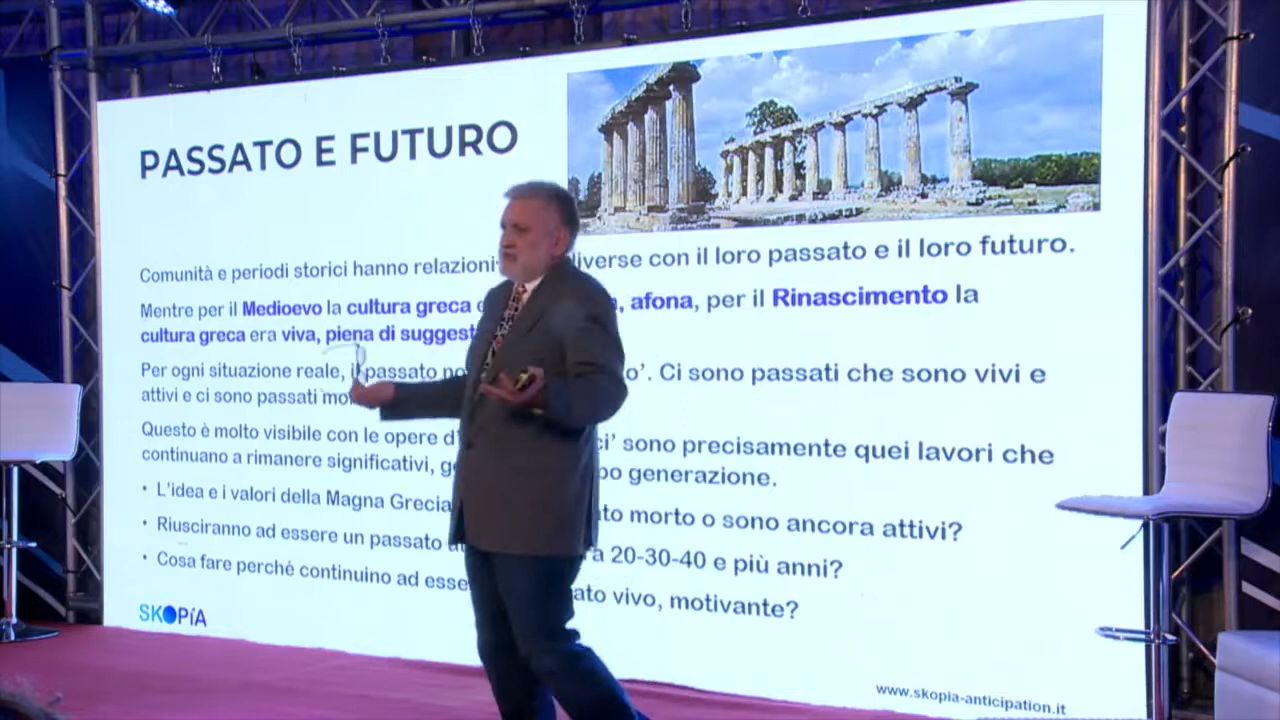 PASSATO E FUTURO
Comunità e periodi storici hanno relazioni diverse con il loro passato e il loro futuro.
Mentre per il Medioevo la cultura greca afona, per il Rinascimento la
cultura greca era viva, piena di
Per ogni situazione reale, il passato Ci sono passati che sono vivi e
attivi e ci sono passati
Questo è molto visibile con le opere sono precisamente quei lavori che
continuano a rimanere significativi, generazione.
• L'idea e i valori della Magna Grecia morto o sono ancora attivi?
• Riusciranno ad essere un passato 20-30-40 e più anni?
• Cosa fare perché continuino ad vivo, motivante?
SKOPíA
www.skopia-anticipation.it